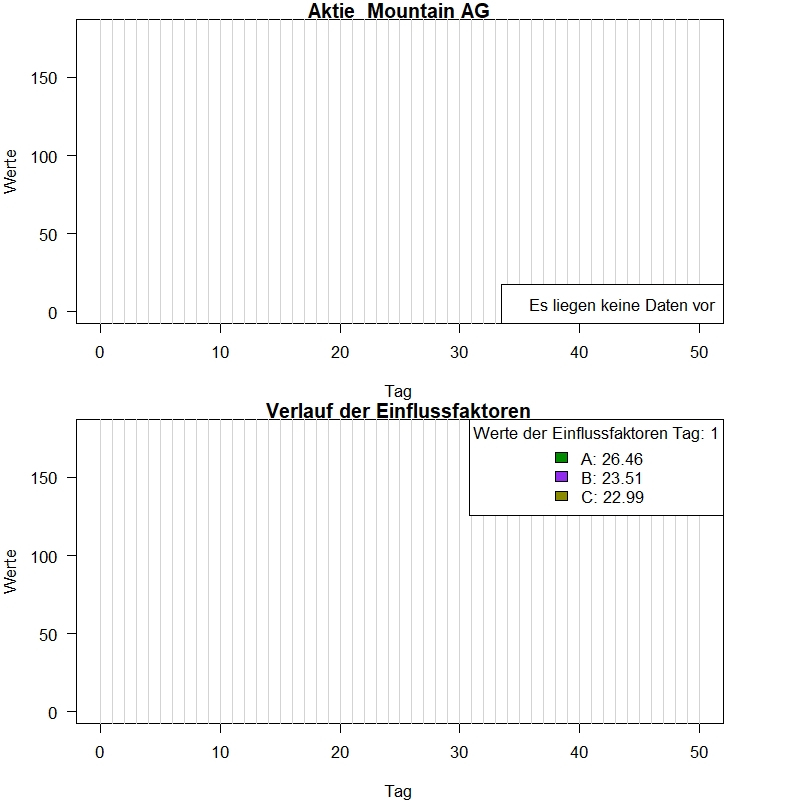 Aktie  Mountain AG
Werte
150
100
50
0
Es liegen keine Daten vor
0 10 20 30 40 50
Tag
Verlauf der Einflussfaktoren
Werte
150
100
50
0
Werte der Einflussfaktoren Tag: 1
A: 26.46
B: 23.51
C: 22.99
0 10 20 30 40 50
Tag